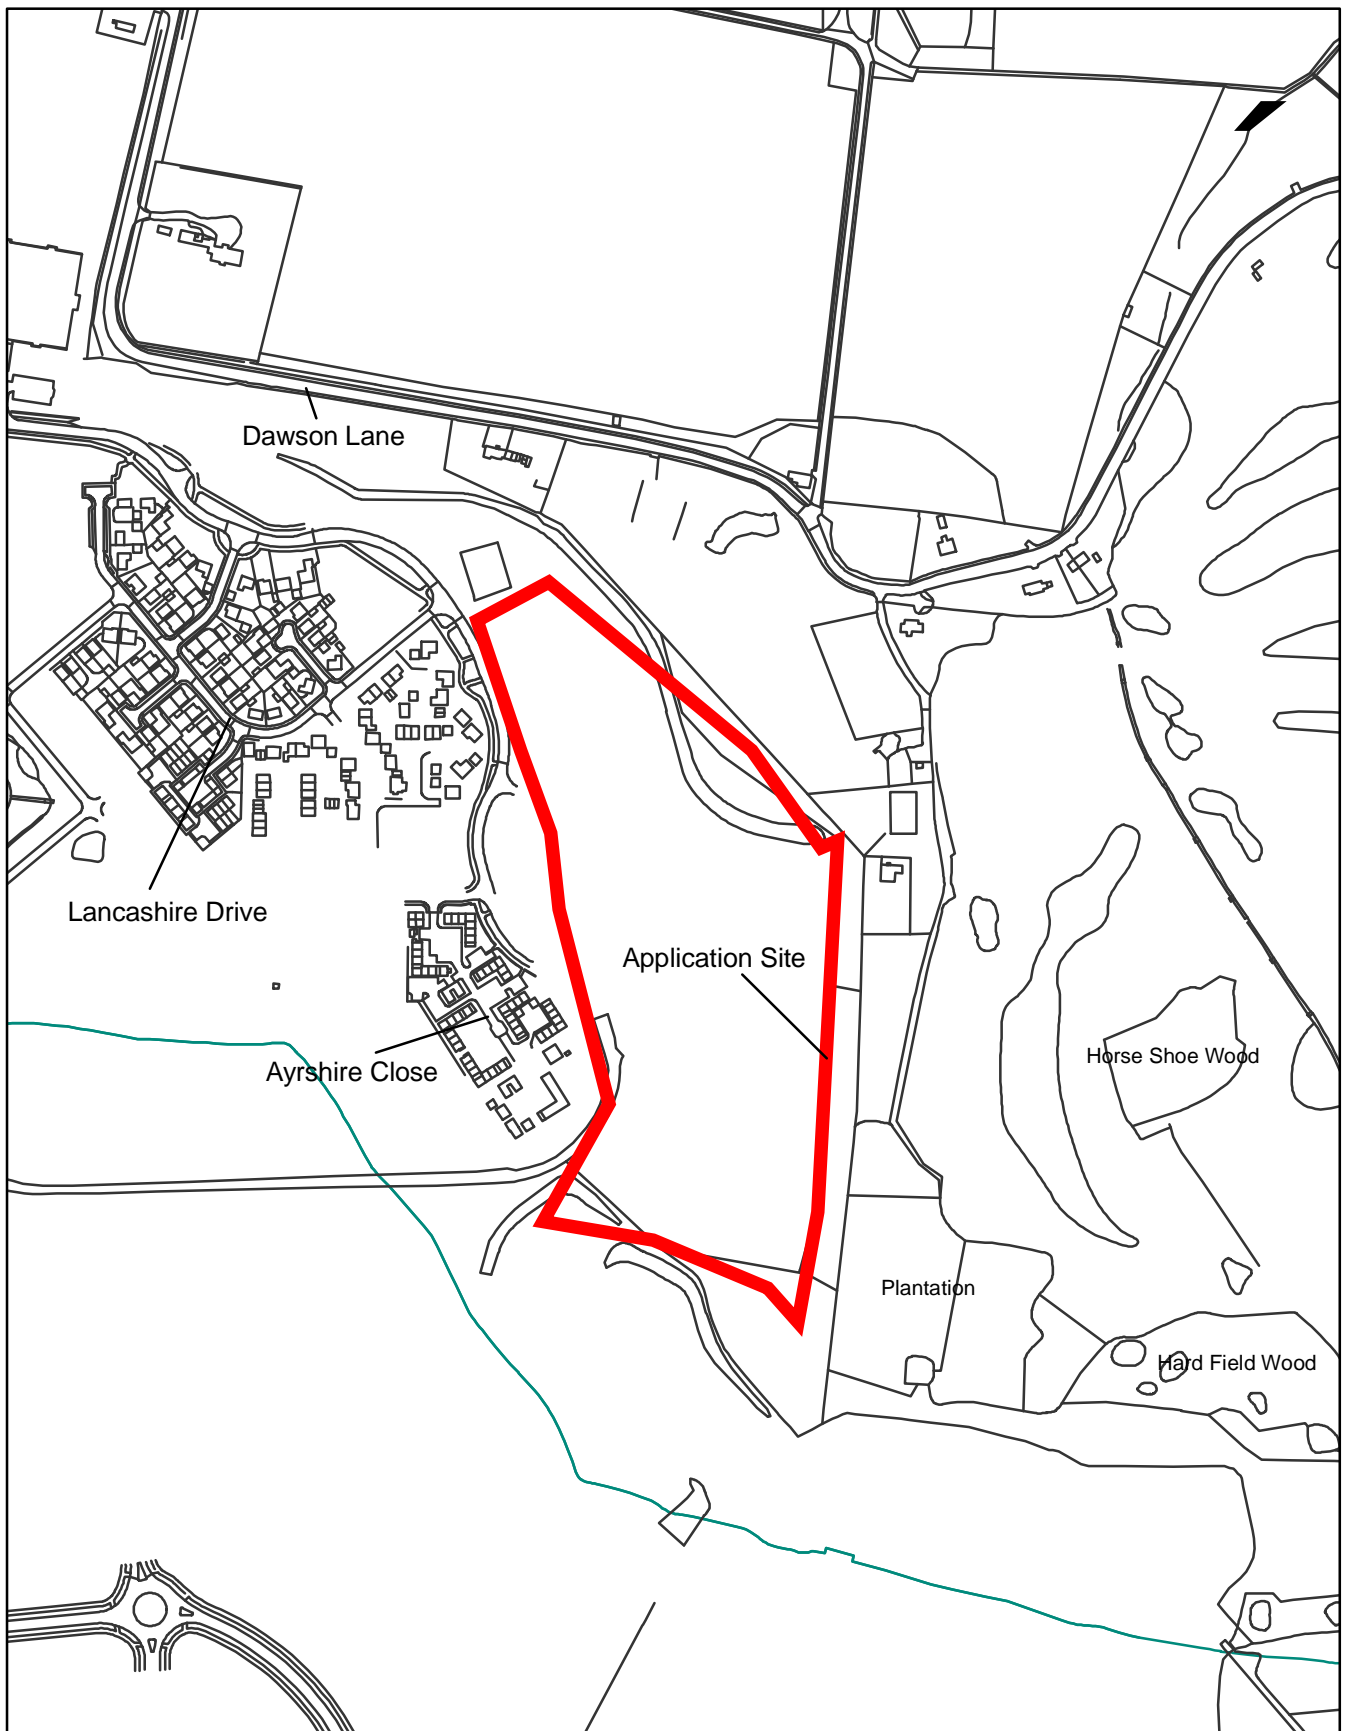 Dawson Lane
Lancashire Drive
Application Site
Ayrshire Close
Horse Shoe Wood
Plantation
Hard Field Wood